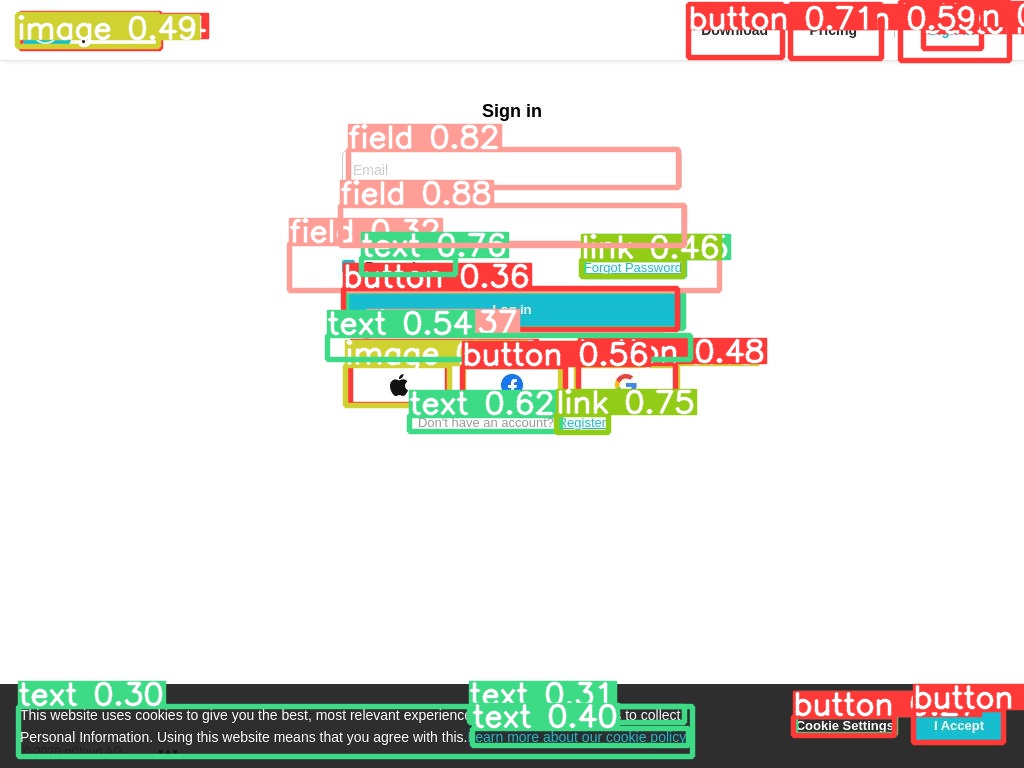 image 0.49
button 0.71
0.59
Download
Pricing
Sign in
field 0.82
Email
field 0.88
field 0.32
text 0.76
link 0.46
Forgot Password
button 0.36
Log in
text 0.54
37
image
button 0.56
0.48
text 0.62
link 0.75
Don't have an account? Register
text 0.30
text 0.31
This website uses cookies to give you the best, most relevant experience
to collect
text 0.40
button
button
Personal Information. Using this website means that you agree with this.
Learn more about our cookie policy
Cookie Settings
I Accept